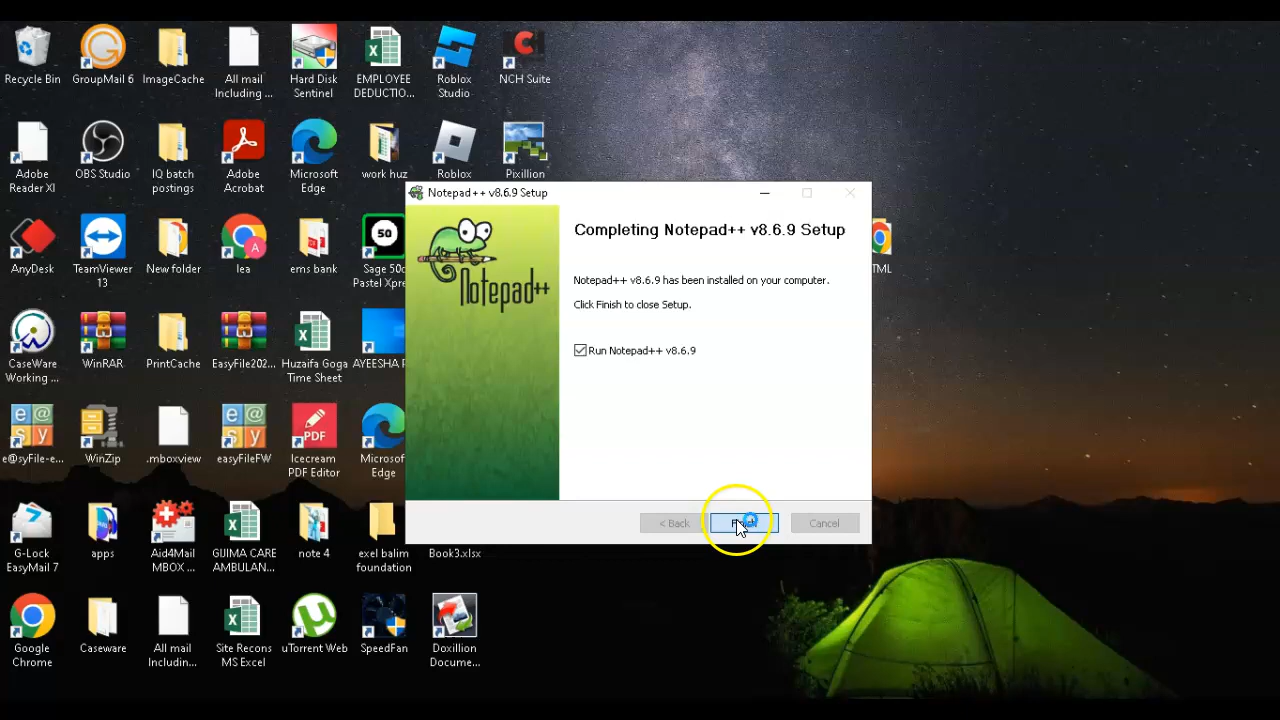 Recycle Bin
GroupMail 6
ImageCache
All mail
Including ...
Hard Disk
Sentinel
EMPLOYEE
DEDUCTIO...
Roblox
Studio
NCH Suite
Adobe
Reader XI
OBS Studio
IQ batch
postings
Adobe
Acrobat
Microsoft
Edge
work huz
Roblox
Pixillion
AnyDesk
TeamViewer
13
New folder
lea
ems bank
50
Sage 50c
Pastel Xpre
TML
CaseWare
Working ...
WinRAR
PrintCache
EasyFile202...
Huzaifa Goga
Time Sheet
AYEESHA
e@syFile-e...
WinZip
.mboxview
easyFileFW
PDF
Icecream
PDF Editor
Microsof
Edge
G-Lock
EasyMail 7
apps
Aid4Mail
MBOX ...
GIJIMA CARE
AMBULAN...
note 4
exel balim
foundation
Book3.xlsx
Google
Chrome
Caseware
All mail
Includin...
Site Recons
MS Excel
uTorrent Web
SpeedFan
Doxillion
Docume...
Notepad++ v8.6.9 Setup
Notepad++
Completing Notepad++ v8.6.9 Setup
Notepad++ v8.6.9 has been installed on your computer.
Click Finish to close Setup.
Run Notepad++ v8.6.9
< Back
Cancel